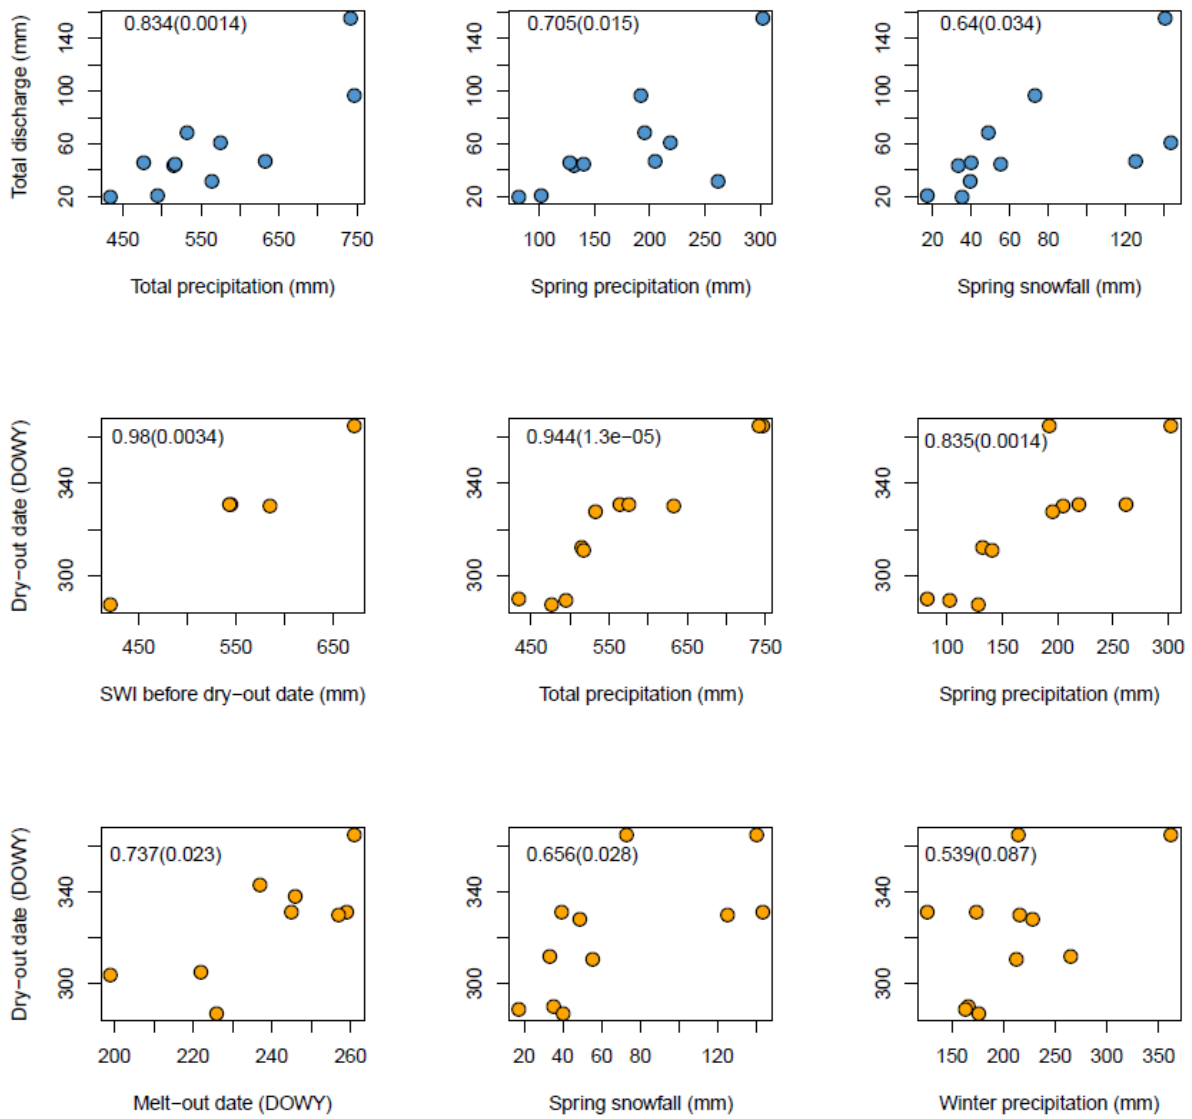 0.834(0.0014)
Total discharge (mm)
20 60 100 140
450 550 650 750
Total precipitation (mm)
0.705(0.015)
20 60 100 140
100 150 200 250 300
Spring precipitation (mm)
0.64(0.034)
20 60 100 140
20 40 60 80 120
Spring snowfall (mm)
0.98(0.0034)
Dry−out date (DOWY)
300 340
450 550 650
SWI before dry−out date (mm)
0.944(1.3e−05)
300 340
450 550 650 750
Total precipitation (mm)
0.835(0.0014)
300 340
100 150 200 250 300
Spring precipitation (mm)
0.737(0.023)
Dry−out date (DOWY)
300 340
200 220 240 260
Melt−out date (DOWY)
0.656(0.028)
300 340
20 40 60 80 120
Spring snowfall (mm)
0.539(0.087)
300 340
150 200 250 300 350
Winter precipitation (mm)